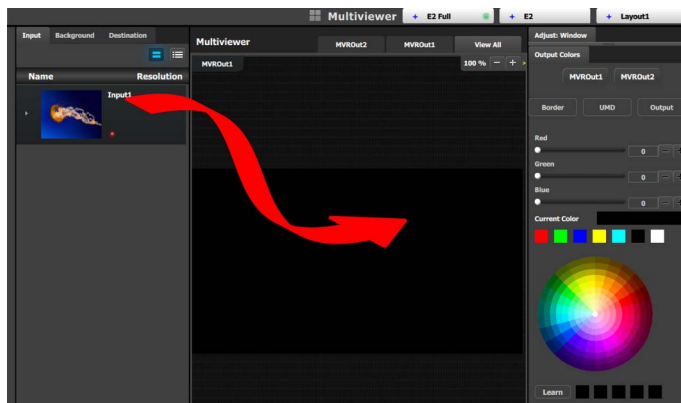 Multiviewer + E2 Full + E2 + Layout1
Input Background Destination
Name Resolution
Input1
Multiviewer MVROut2 MVROut1 View All
MVROut1 100 % − +
Adjust: Window
Output Colors
MVROut1 MVROut2
Border UMD Output
Red
0
Green
0
Blue
0
Current Color
Learn